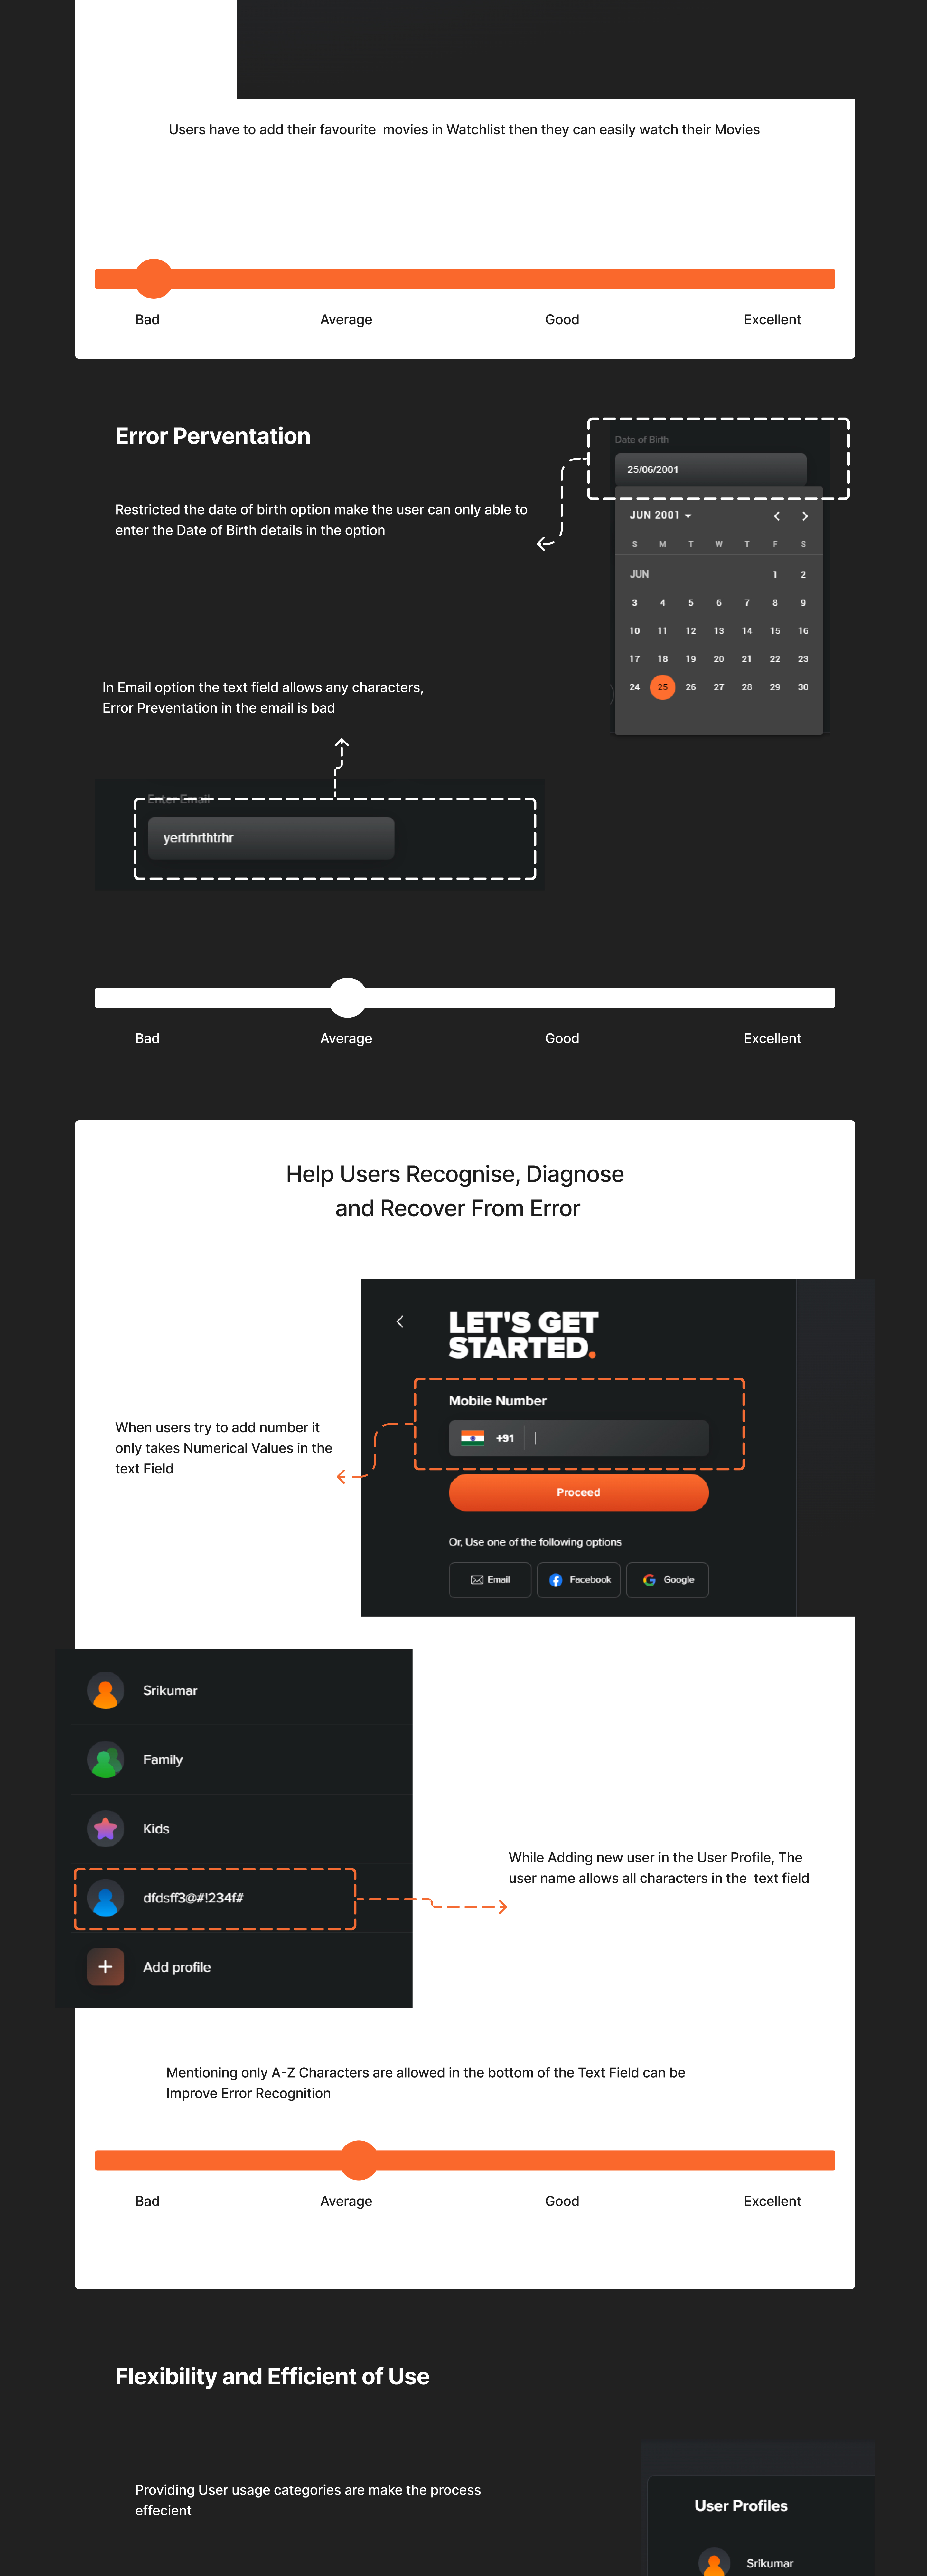 Users have to add their favourite  movies in Watchlist then they can easily watch their Movies
Bad Average Good Excellent
Error Perventation
Restricted the date of birth option make the user can only able to
enter the Date of Birth details in the option
Date of Birth
25/06/2001
JUN 2001
S M T W T F S
JUN 1 2
3 4 5 6 7 8 9
10 11 12 13 14 15 16
17 18 19 20 21 22 23
24 25 26 27 28 29 30
In Email option the text field allows any characters,
Error Preventation in the email is bad
Enter Email
yertrhrthtrhr
Bad Average Good Excellent
Help Users Recognise, Diagnose
and Recover From Error
LET'S GET
STARTED.
Mobile Number
+91
Proceed
Or, Use one of the following options
Email Facebook Google
When users try to add number it
only takes Numerical Values in the
text Field
Srikumar
Family
Kids
dfdsff3@#!234f#
Add profile
While Adding new user in the User Profile, The
user name allows all characters in the  text field
Mentioning only A-Z Characters are allowed in the bottom of the Text Field can be
Improve Error Recognition
Bad Average Good Excellent
Flexibility and Efficient of Use
Providing User usage categories are make the process
effecient
User Profiles
Srikumar